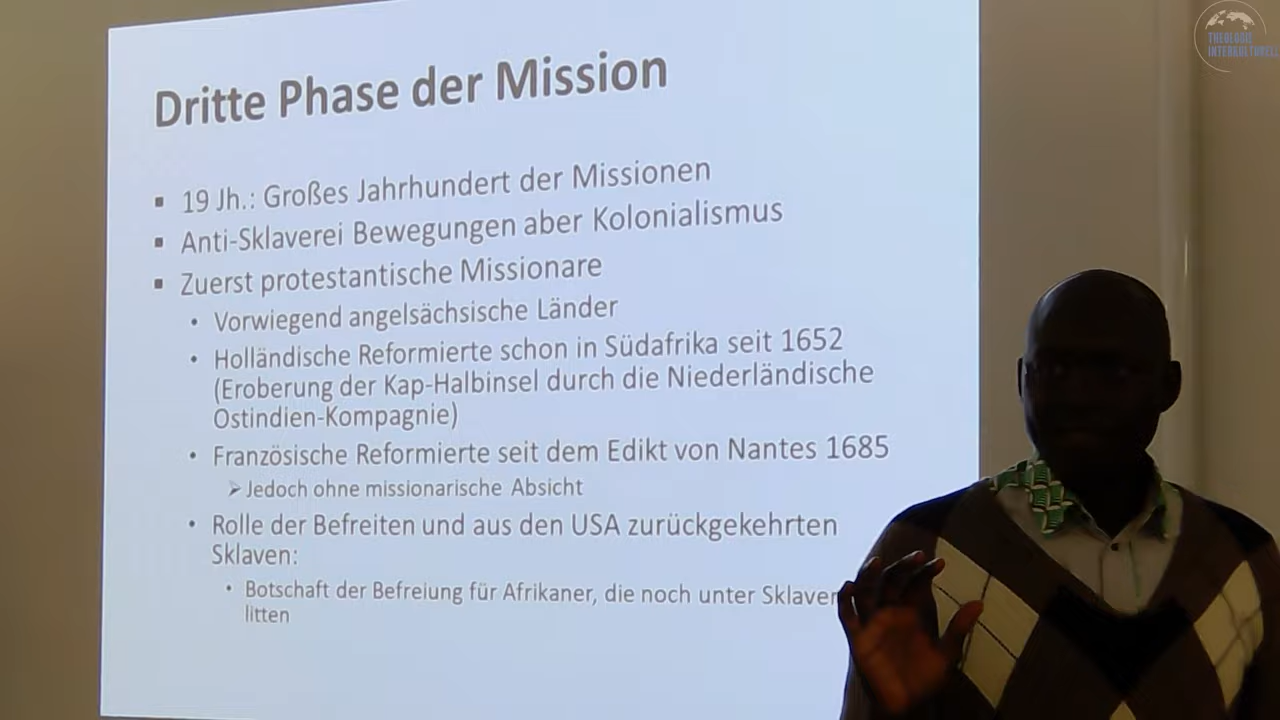 THEOLOGIE
INTERKULTURELL
Dritte Phase der Mission
19 Jh.: Großes Jahrhundert der Missionen
Anti-Sklaverei Bewegungen aber Kolonialismus
Zuerst protestantische Missionare
Vorwiegend angelsächsische Länder
Holländische Reformierte schon in Südafrika seit 1652
(Eroberung der Kap-Halbinsel durch die Niederländische
Ostindien-Kompagnie)
Französische Reformierte seit dem Edikt von Nantes 1685
Jedoch ohne missionarische Absicht
Rolle der Befreiten und aus den USA zurückgekehrten
Sklaven:
Botschaft der Befreiung für Afrikaner, die noch unter
litten